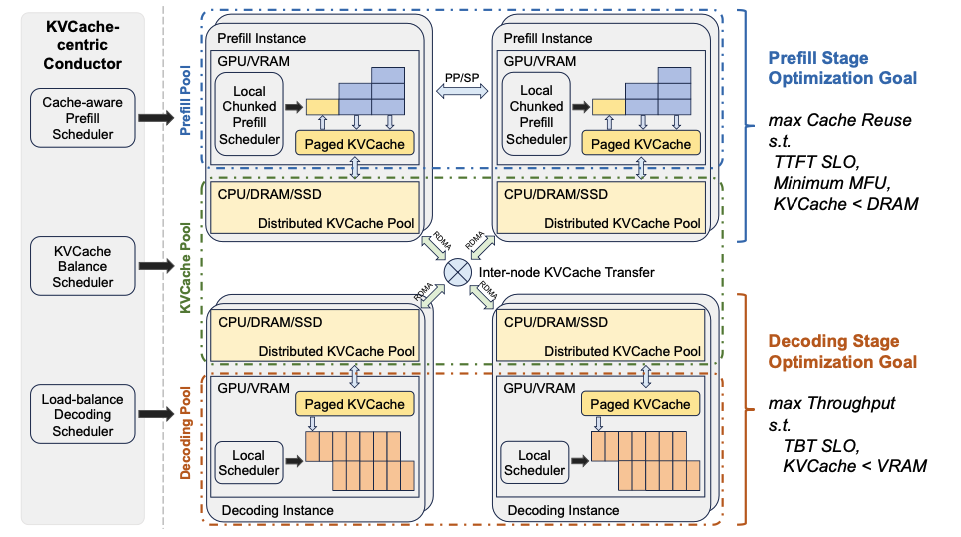 KVCache-
centric
Conductor
Cache-aware
Prefill
Scheduler
KVCache
Balance
Scheduler
Load-balance
Decoding
Scheduler
Prefill Pool
KVCache Pool
Decoding Pool
Prefill Instance
GPU/VRAM
Local
Chunked
Prefill
Scheduler
Paged KVCache
CPU/DRAM/SSD
Distributed KVCache Pool
PP/SP
Prefill Instance
GPU/VRAM
Local
Chunked
Prefill
Scheduler
Paged KVCache
CPU/DRAM/SSD
Distributed KVCache Pool
RDMA
RDMA
Inter-node KVCache Transfer
RDMA
RDMA
CPU/DRAM/SSD
Distributed KVCache Pool
GPU/VRAM
Paged KVCache
Local
Scheduler
Decoding Instance
CPU/DRAM/SSD
Distributed KVCache Pool
GPU/VRAM
Paged KVCache
Local
Scheduler
Decoding Instance
Prefill Stage
Optimization Goal
max Cache Reuse
s.t.
TTFT SLO,
Minimum MFU,
KVCache < DRAM
Decoding Stage
Optimization Goal
max Throughput
s.t.
TBT SLO,
KVCache < VRAM